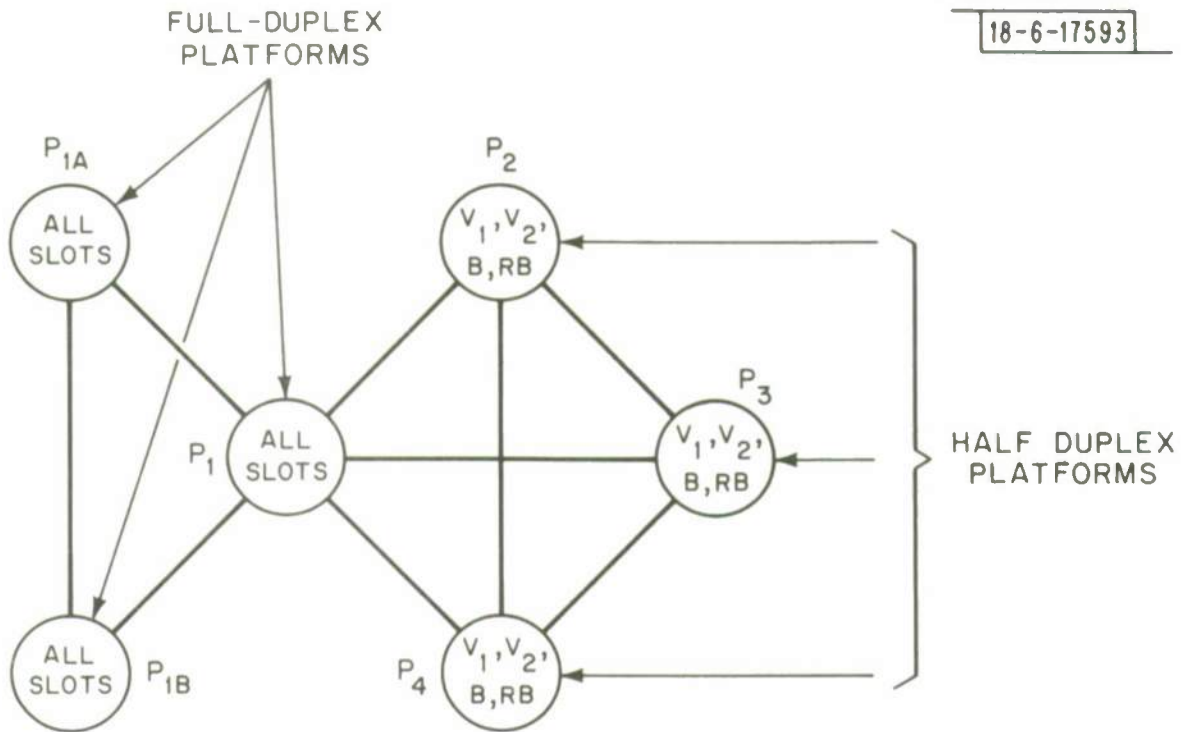 FULL-DUPLEX
PLATFORMS
18-6-17593
P1A
ALL
SLOTS
P2
V1,V2,
B,RB
P3
V1,V2,
B,RB
P1
ALL
SLOTS
HALF DUPLEX
PLATFORMS
ALL
SLOTS
P1B
P4
V1,V2,
B,RB